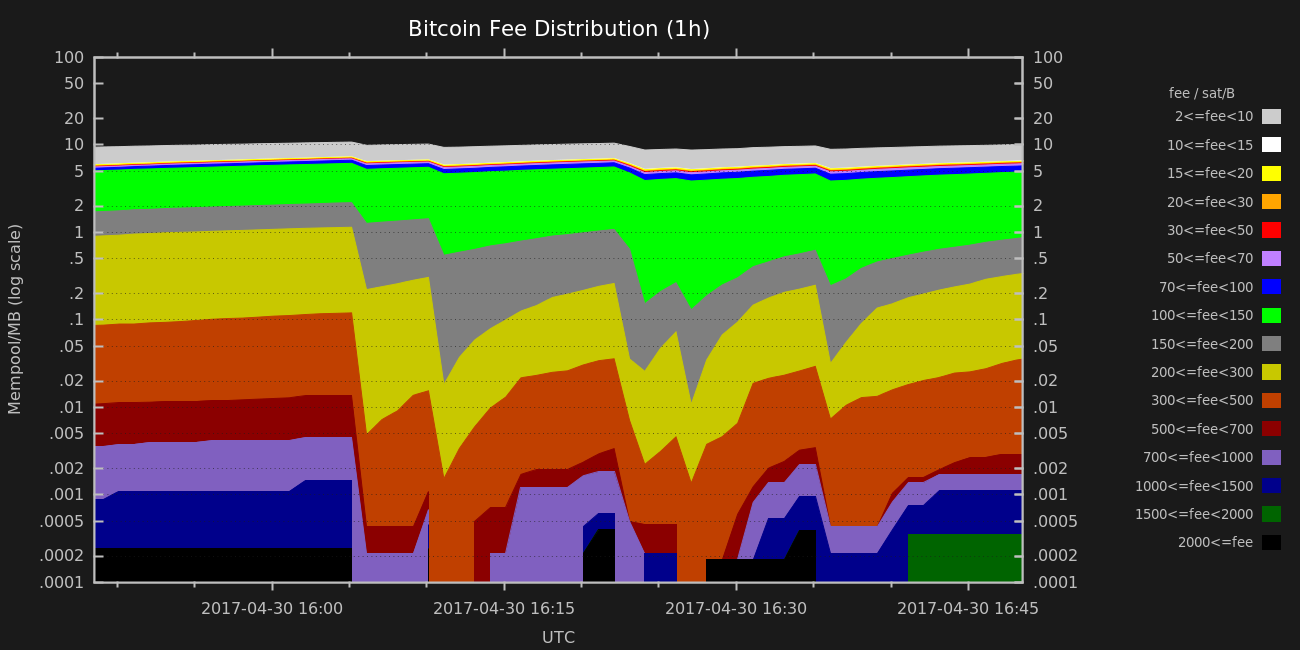 Bitcoin Fee Distribution (1h)
100
50
20
10
5
2
1
.5
.2
.1
.05
.02
.01
.005
.002
.001
.0005
.0002
.0001
Mempool/MB (log scale)
100
50
20
10
5
2
1
.5
.2
.1
.05
.02
.01
.005
.002
.001
.0005
.0002
.0001
2017-04-30 16:00
2017-04-30 16:15
2017-04-30 16:30
2017-04-30 16:45
UTC
fee / sat/B
2<=fee<10
10<=fee<15
15<=fee<20
20<=fee<30
30<=fee<50
50<=fee<70
70<=fee<100
100<=fee<150
150<=fee<200
200<=fee<300
300<=fee<500
500<=fee<700
700<=fee<1000
1000<=fee<1500
1500<=fee<2000
2000<=fee